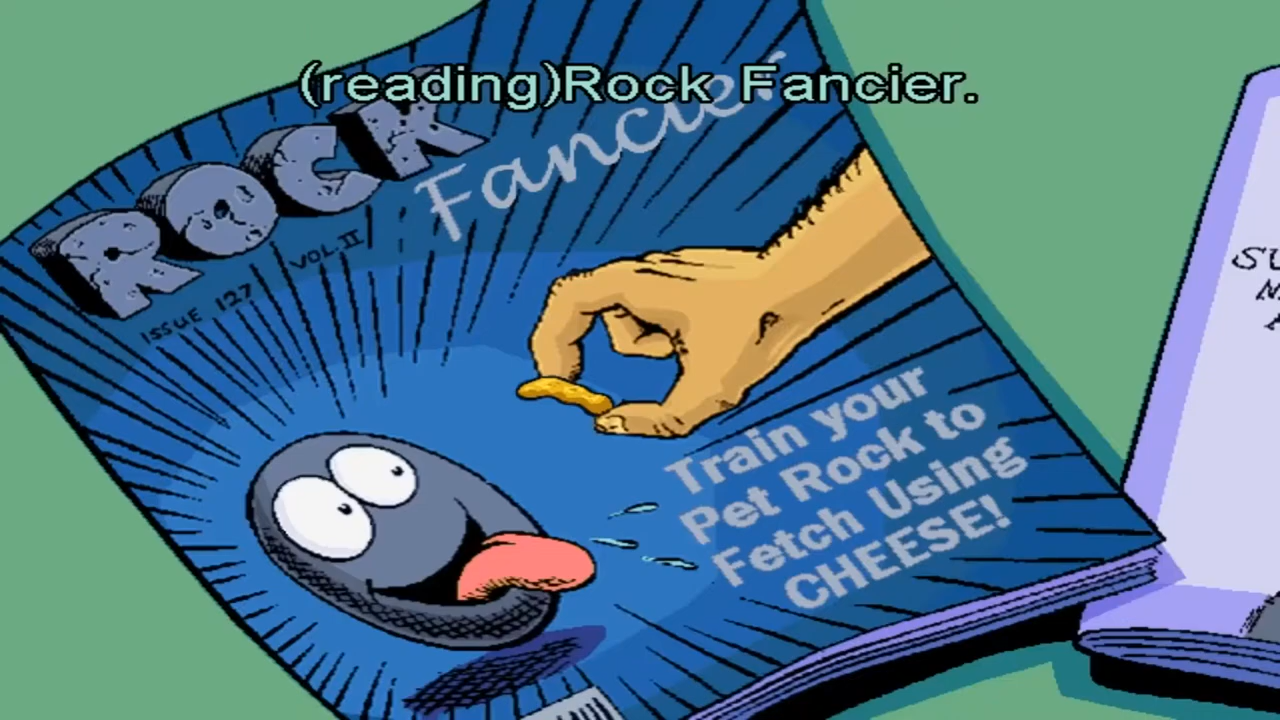 (reading)Rock Fancier.
ROCK
Fancier
ISSUE 127 VOL.II
Train your
Pet Rock to
Fetch Using
CHEESE!